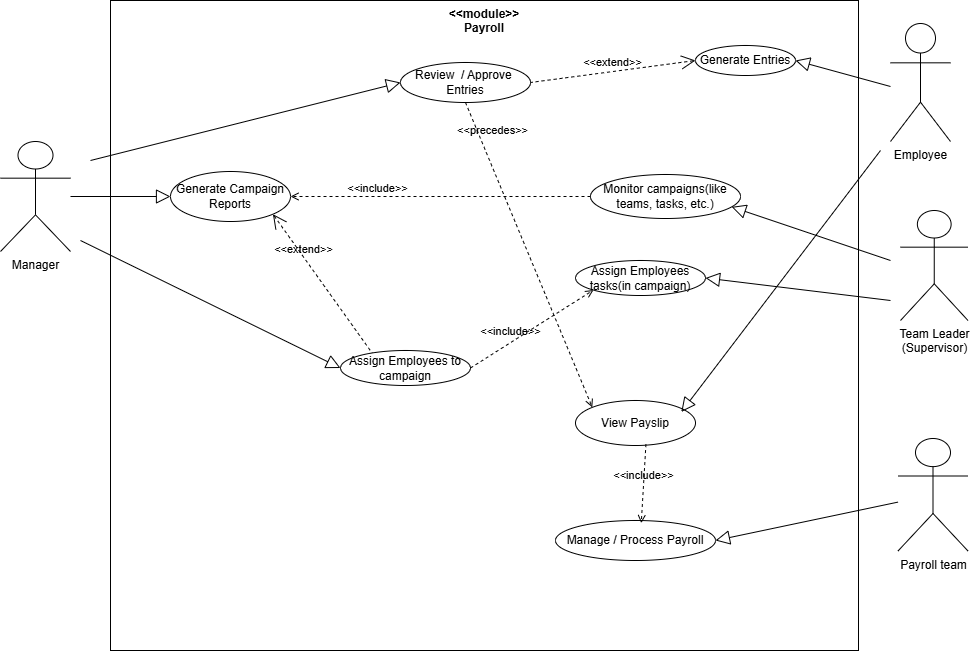 <<module>>
Payroll
Review / Approve
Entries
<<extend>>
Generate Entries
<<precedes>>
Employee
Generate Campaign
Reports
<<include>>
Monitor campaigns(like
teams, tasks, etc.)
Manager
<<extend>>
Assign Employees
tasks(in campaign)
<<include>>
Team Leader
(Supervisor)
Assign Employees to
campaign
View Payslip
<<include>>
Manage / Process Payroll
Payroll team